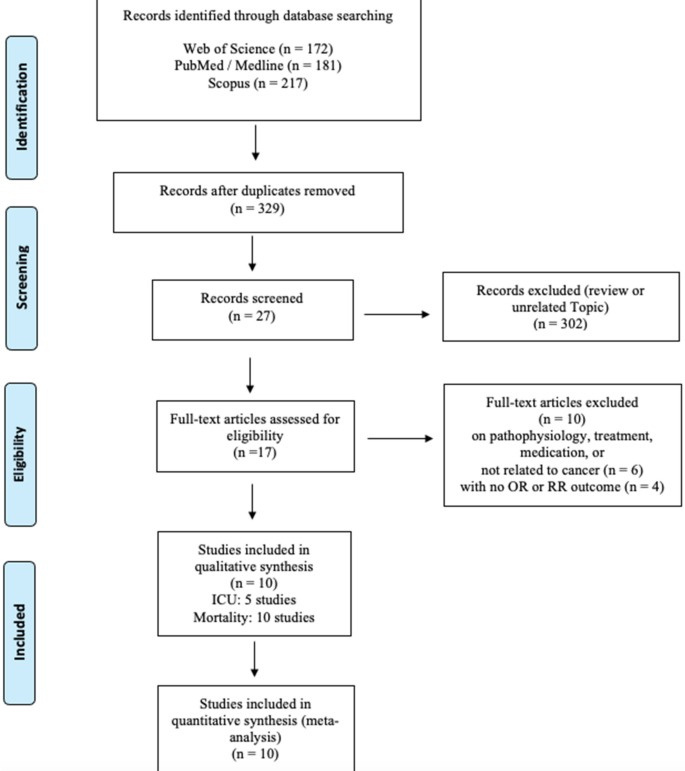 Records identified through database searching
Web of Science (n = 172)
PubMed / Medline (n = 181)
Scopus (n = 217)
Identification
Records after duplicates removed
(n = 329)
Screening
Records screened
(n = 27)
Records excluded (review or
unrelated Topic)
(n = 302)
Eligibility
Full-text articles assessed for
eligibility
(n =17)
Full-text articles excluded
(n = 10)
on pathophysiology, treatment,
medication, or
not related to cancer (n = 6)
with no OR or RR outcome (n = 4)
Included
Studies included in
qualitative synthesis
(n = 10)
ICU: 5 studies
Mortality: 10 studies
Studies included in
quantitative synthesis (meta-
analysis)
(n = 10)